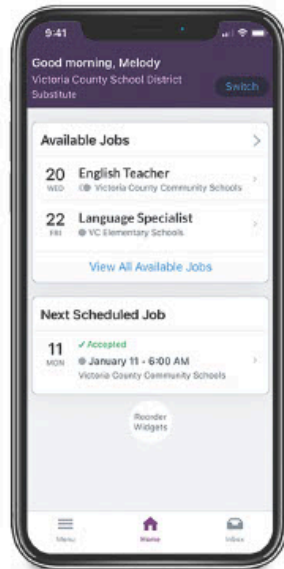 9:41
Good morning, Melody
Victoria County School District
Substitute
Switch
Available Jobs
20 English Teacher
WED Victoria County Community Schools
22 Language Specialist
FRI VC Elementary Schools
View All Available Jobs
Next Scheduled Job
✓ Accepted
11 January 11 - 6:00 AM
MON Victoria County Community Schools
Reorder
Widgets
Menu Home Inbox